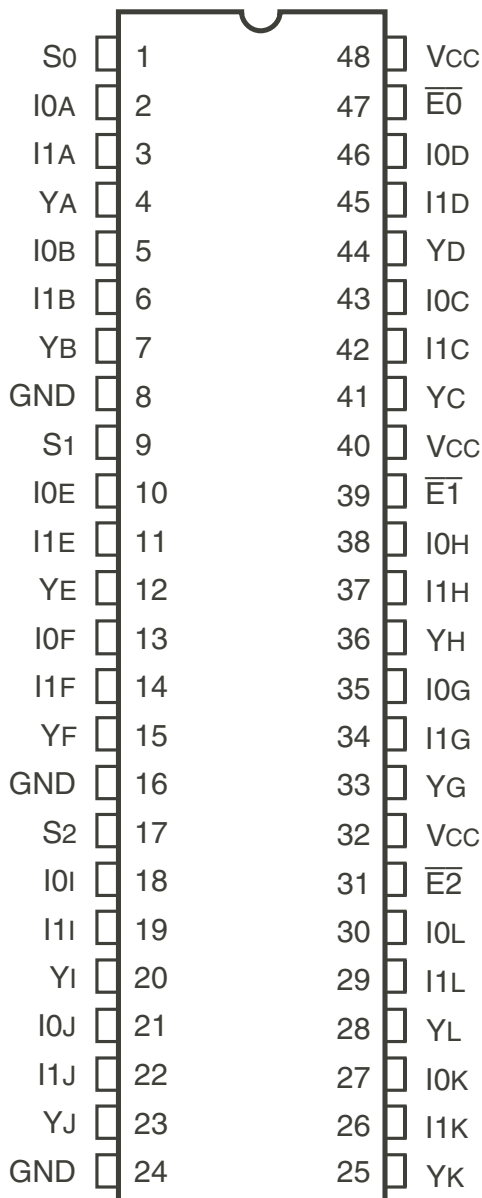 S0 1 48 VCC
I0A 2 47 E0
I1A 3 46 I0D
YA 4 45 I1D
I0B 5 44 YD
I1B 6 43 I0C
YB 7 42 I1C
GND 8 41 YC
S1 9 40 VCC
I0E 10 39 E1
I1E 11 38 I0H
YE 12 37 I1H
I0F 13 36 YH
I1F 14 35 I0G
YF 15 34 I1G
GND 16 33 YG
S2 17 32 VCC
I0I 18 31 E2
I1I 19 30 I0L
YI 20 29 I1L
I0J 21 28 YL
I1J 22 27 I0K
YJ 23 26 I1K
GND 24 25 YK